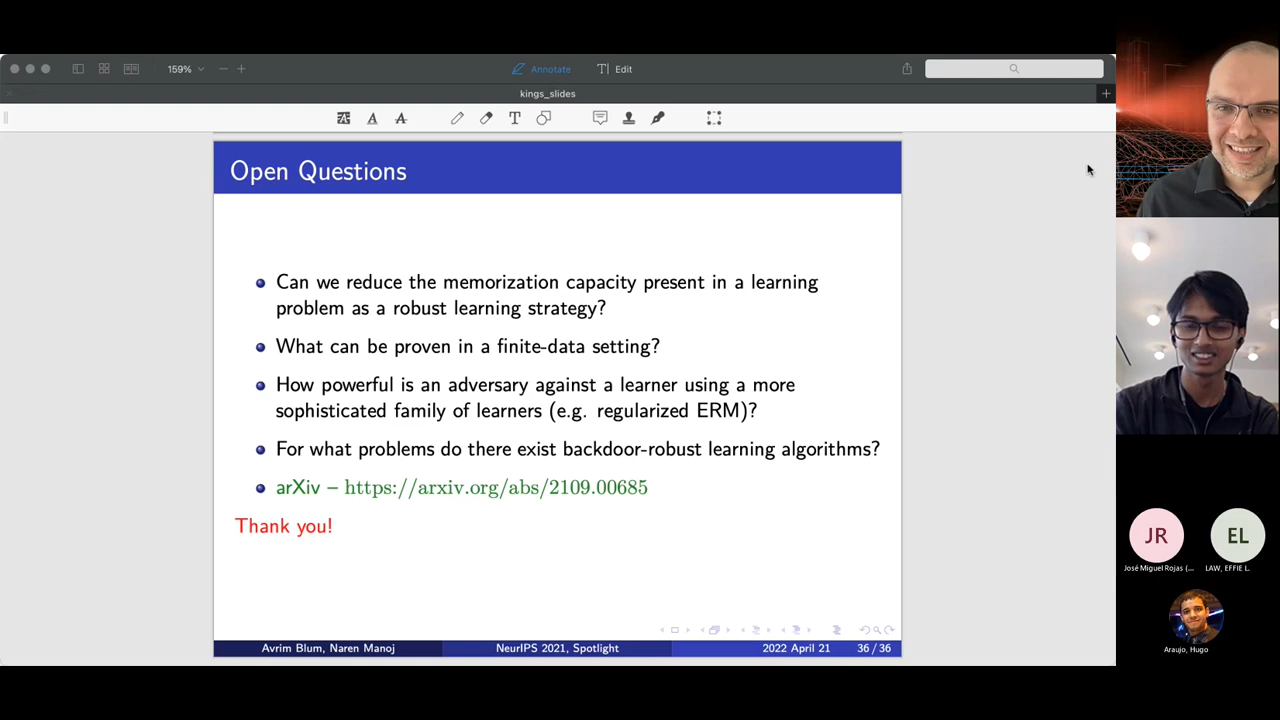 159%
Annotate
Edit
kings_slides
Open Questions
Can we reduce the memorization capacity present in a learning
problem as a robust learning strategy?
What can be proven in a finite-data setting?
How powerful is an adversary against a learner using a more
sophisticated family of learners (e.g. regularized ERM)?
For what problems do there exist backdoor-robust learning algorithms?
arXiv – https://arxiv.org/abs/2109.00685
Thank you!
Avrim Blum, Naren Manoj
NeurIPS 2021, Spotlight
2022 April 21
36 / 36
JR
EL
José Miguel Rojas (...
LAW, EFFIE L.
Araujo, Hugo